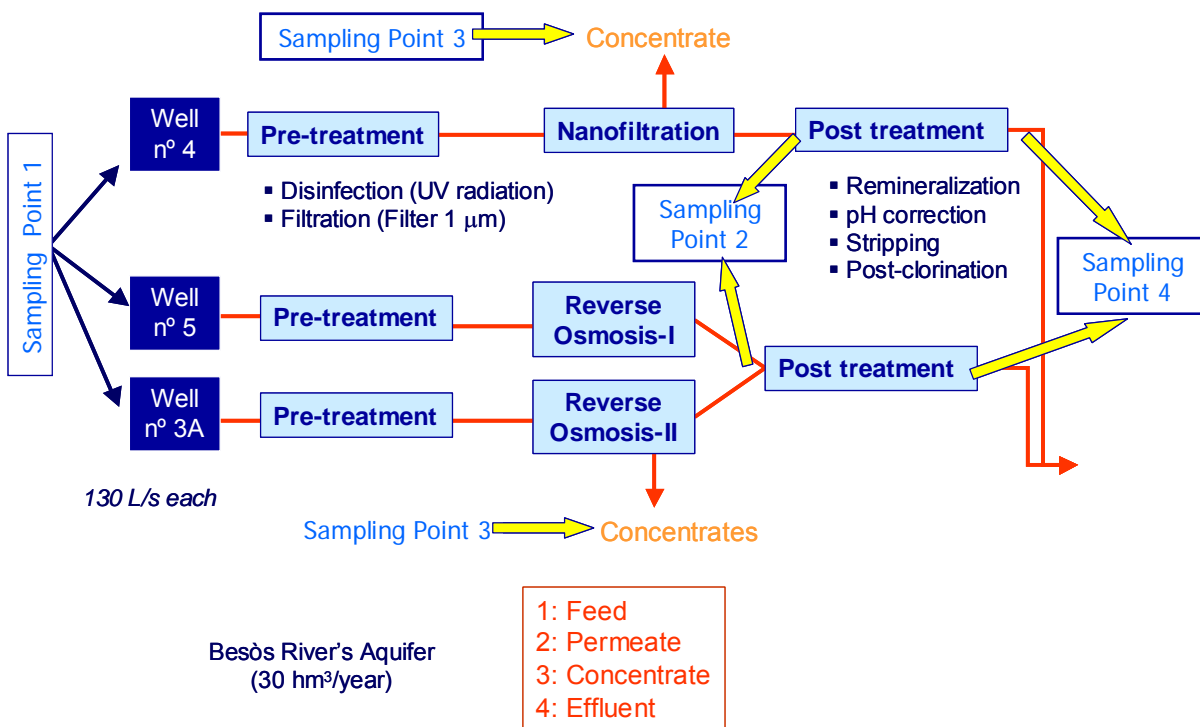 Sampling Point 3
Concentrate
Sampling Point 1
Well
nº 4
Pre-treatment
Nanofiltration
Post treatment
▪ Disinfection (UV radiation)
▪ Filtration (Filter 1 μm)
Sampling
Point 2
▪ Remineralization
▪ pH correction
▪ Stripping
▪ Post-clorination
Sampling
Point 4
Well
nº 5
Pre-treatment
Reverse
Osmosis-I
Post treatment
Well
nº 3A
Pre-treatment
Reverse
Osmosis-II
130 L/s each
Sampling Point 3
Concentrates
Besòs River's Aquifer
(30 hm³/year)
1: Feed
2: Permeate
3: Concentrate
4: Effluent